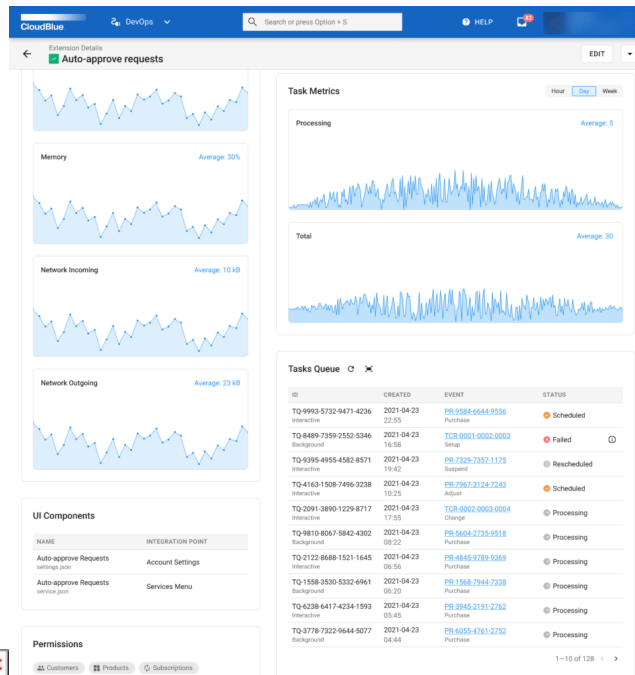 CloudBlue
DevOps
Search or press Option + S
HELP
Extension Details
Auto-approve requests
EDIT
Memory
Average: 30%
Network Incoming
Average: 10 kB
Network Outgoing
Average: 23 kB
UI Components
NAME INTEGRATION POINT
Auto-approve Requests Account Settings
settings.json
Auto-approve Requests Services Menu
service.json
Permissions
Customers Products Subscriptions
Task Metrics
Hour Day Week
Processing
Average: 5
Total
Average: 30
Tasks Queue
ID CREATED EVENT STATUS
TQ-9993-5732-9471-4236 2021-04-23 PR-9584-6644-9556 Scheduled
Interactive 22:55 Purchase
TQ-8489-7359-2552-5346 2021-04-23 TCR-0001-0002-0003 Failed
Background 16:58 Setup
TQ-9395-4955-4582-8571 2021-04-23 PR-7329-7357-1175 Rescheduled
Interactive 19:42 Suspend
TQ-4163-1508-7496-3238 2021-04-23 PR-7967-3124-7243 Scheduled
Interactive 10:25 Adjust
TQ-2091-3890-1229-8717 2021-04-23 TCR-0002-0003-0004 Processing
Interactive 17:55 Change
TQ-9810-8067-5842-4302 2021-04-23 PR-5604-2735-9518 Processing
Background 08:22 Purchase
TQ-2122-8688-1521-1645 2021-04-23 PR-4845-9789-9369 Processing
Interactive 06:56 Purchase
TQ-1558-3530-5332-6961 2021-04-23 PR-1568-7944-7338 Processing
Background 06:20 Purchase
TQ-6238-6417-4234-1593 2021-04-23 PR-3945-2191-2762 Processing
Interactive 05:45 Purchase
TQ-3778-7322-9644-5077 2021-04-23 PR-6055-4761-2752 Processing
Background 04:44 Purchase
1–10 of 128